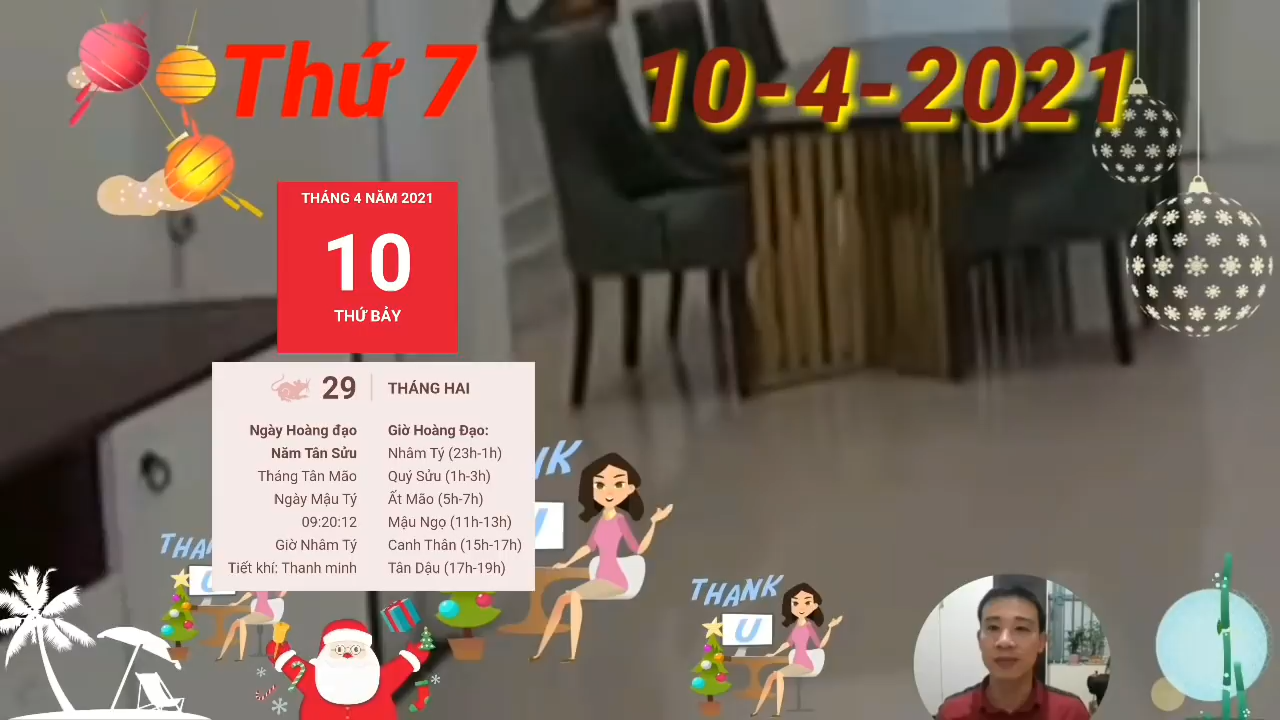 Thứ 7
10-4-2021
THÁNG 4 NĂM 2021
10
THỨ BẢY
29
THÁNG HAI
Ngày Hoàng đạo
Năm Tân Sửu
Tháng Tân Mão
Ngày Mậu Tý
09:20:12
Giờ Nhâm Tý
Tiết khí: Thanh minh
Giờ Hoàng Đạo:
Nhâm Tý (23h-1h)
Quý Sửu (1h-3h)
Ất Mão (5h-7h)
Mậu Ngọ (11h-13h)
Canh Thân (15h-17h)
Tân Dậu (17h-19h)
THANK
U